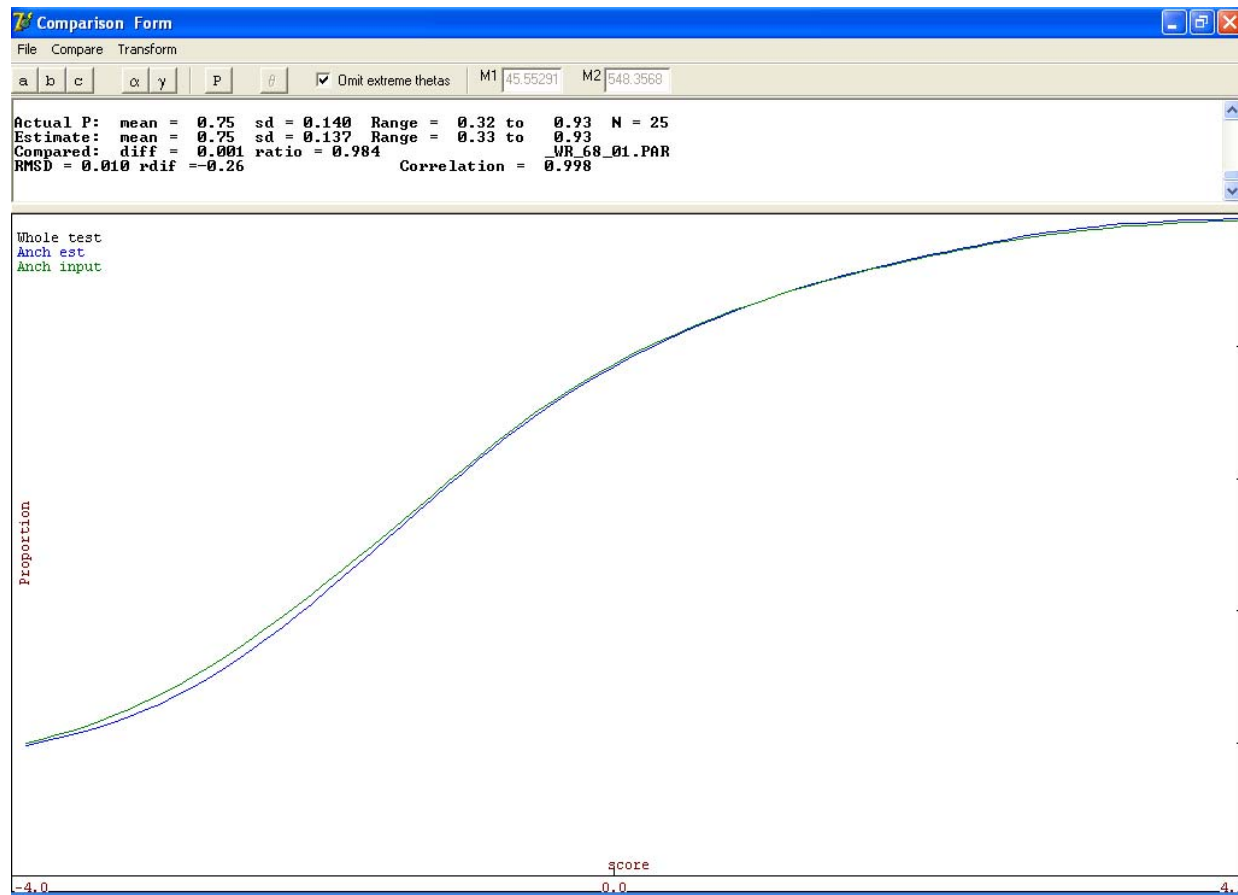 Comparison Form
File Compare Transform
a b c α γ P θ Omit extreme thetas M1 45.55291 M2 548.3568
Actual P: mean = 0.75 sd = 0.140 Range = 0.32 to 0.93 N = 25
Estimate: mean = 0.75 sd = 0.137 Range = 0.33 to 0.93
Compared: diff = 0.001 ratio = 0.984 _WR_68_01.PAR
RMSD = 0.010 rdif =-0.26 Correlation = 0.998
Whole test
Anch est
Anch input
Proportion
score
-4.0 0.0 4.